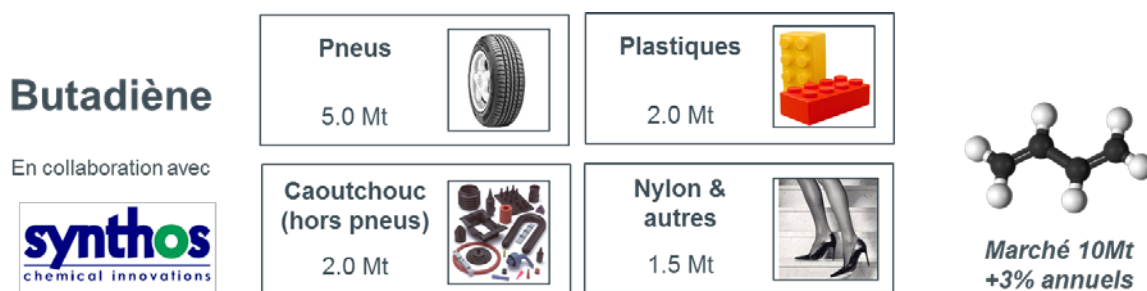 Butadiène
En collaboration avec
synthos
chemical innovations
Pneus
5.0 Mt
Plastiques
2.0 Mt
Caoutchouc
(hors pneus)
2.0 Mt
Nylon &
autres
1.5 Mt
Marché 10Mt
+3% annuels